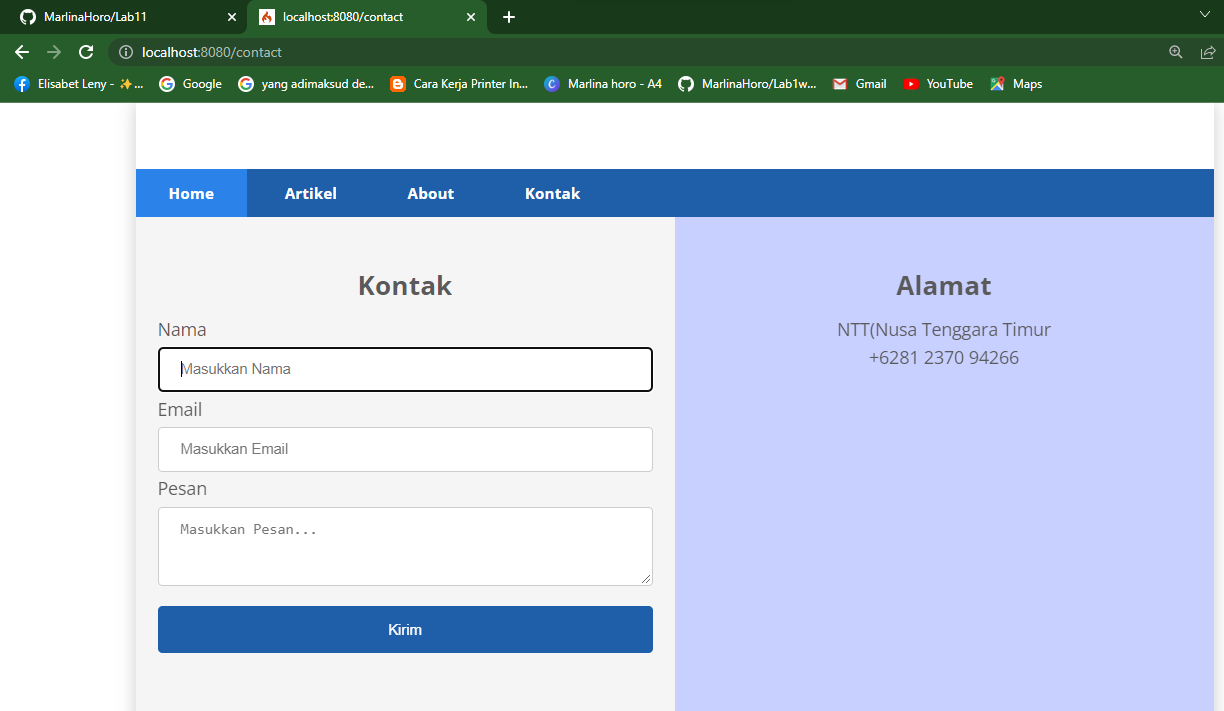 MarlinaHoro/Lab11
localhost:8080/contact
localhost:8080/contact
Elisabet Leny - ✨...
Google
yang adimaksud de...
Cara Kerja Printer In...
Marlina horo - A4
MarlinaHoro/Lab1w...
Gmail
YouTube
Maps
Home
Artikel
About
Kontak
Kontak
Nama
Masukkan Nama
Email
Masukkan Email
Pesan
Masukkan Pesan...
Kirim
Alamat
NTT(Nusa Tenggara Timur
+6281 2370 94266